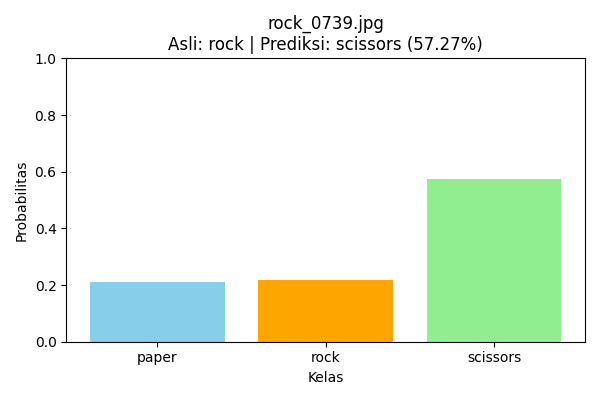 rock_0739.jpg
Asli: rock | Prediksi: scissors (57.27%)
1.0
0.8
0.6
0.4
0.2
0.0
Probabilitas
paper rock scissors
Kelas